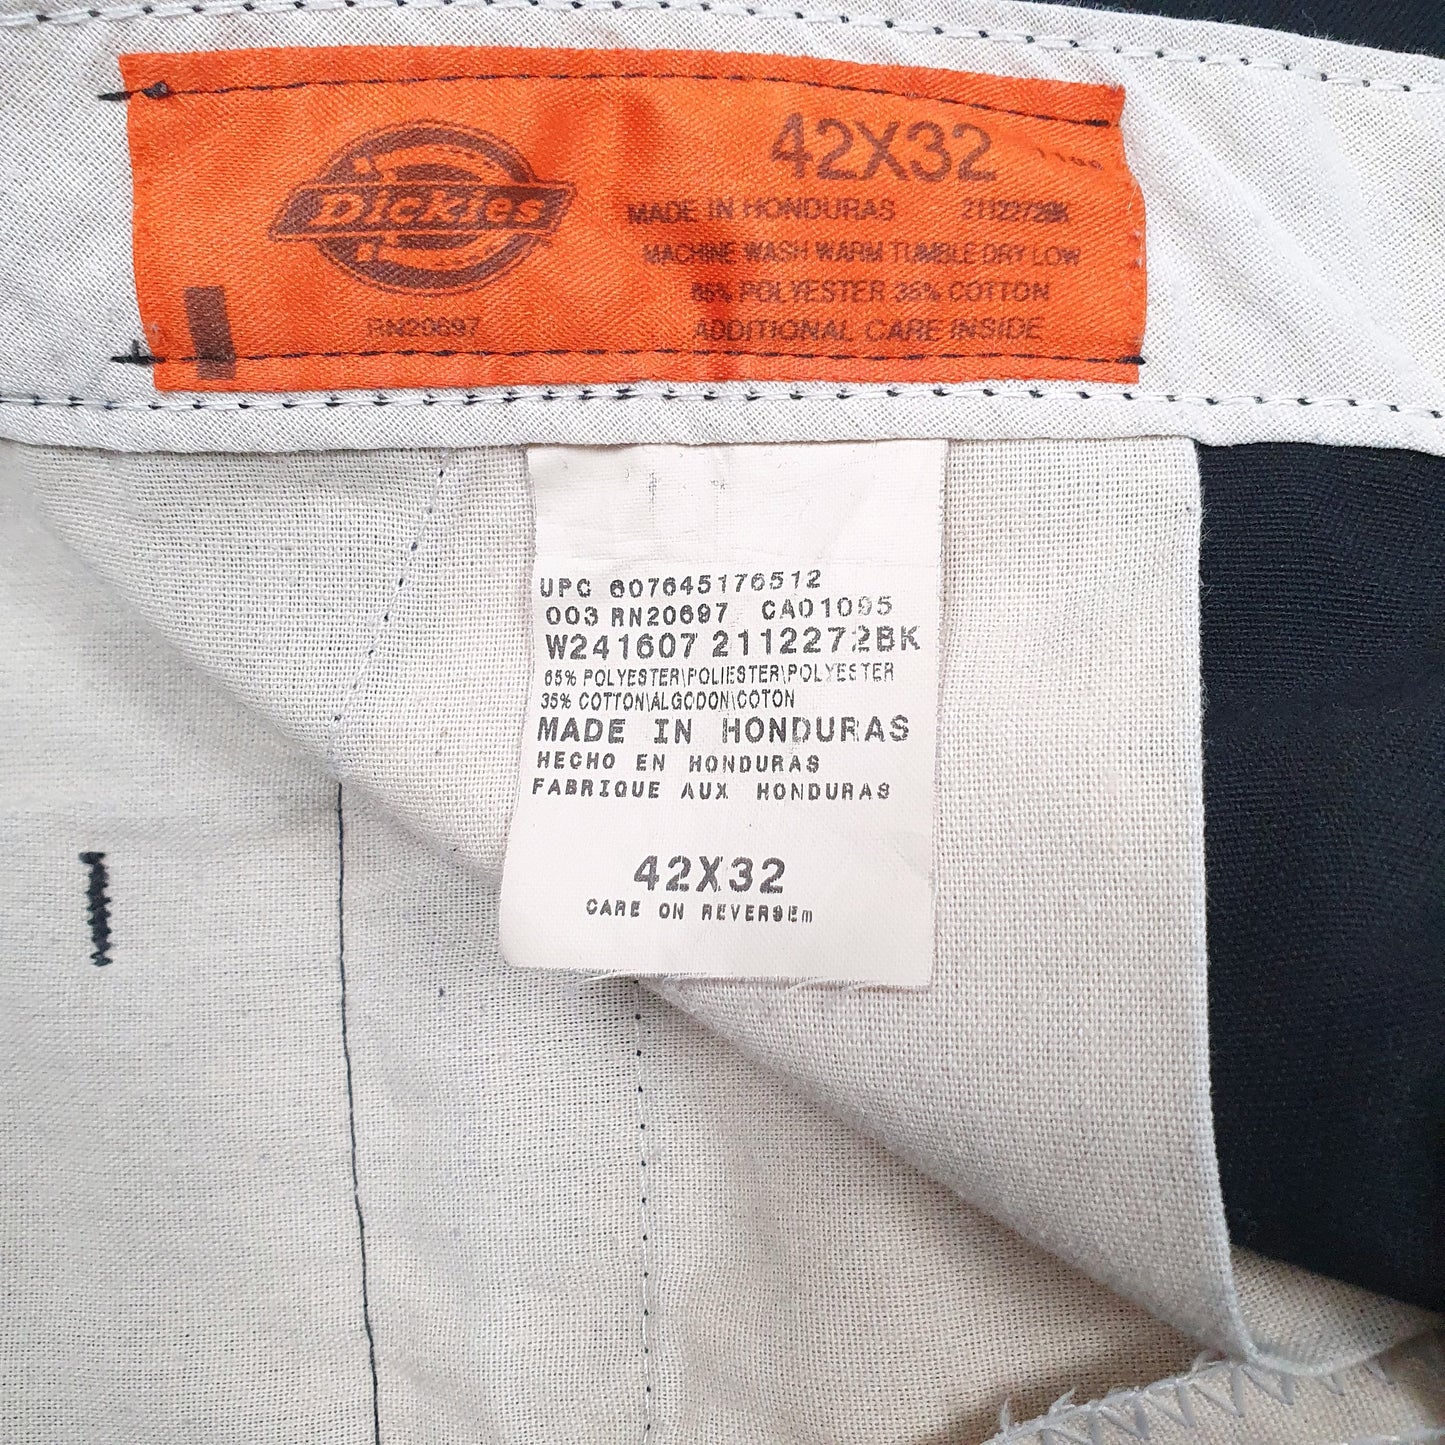 Dickies
RN20697
42X32
MADE IN HONDURAS
MACHINE WASH WARM TUMBLE DRY LOW
65% POLYESTER 35% COTTON
ADDITIONAL CARE INSIDE
UPC 607645176512
003 RN20697 CA01095
W241607 2112272BK
65% POLYESTER\POLIESTER\POLYESTER
35% COTTON\ALGODON\COTON
MADE IN HONDURAS
HECHO EN HONDURAS
FABRIQUE AUX HONDURAS
42X32
CARE ON REVERSEm